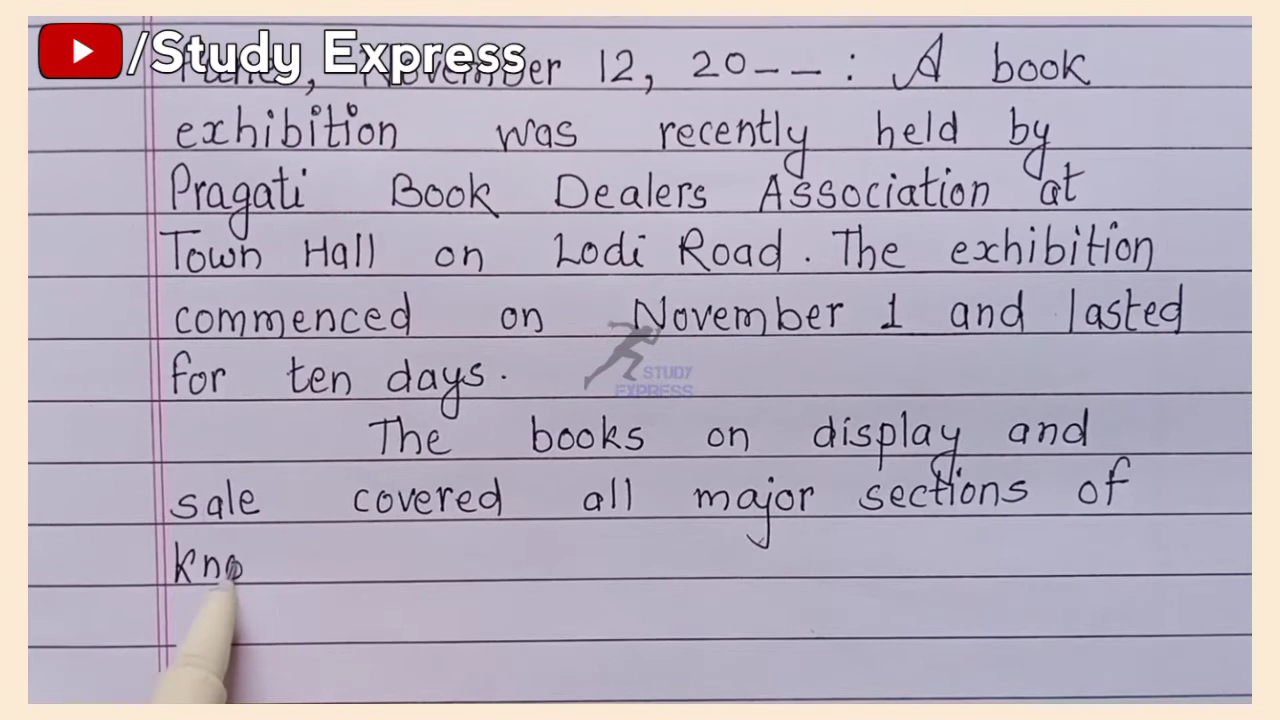 /Study Express
November 12, 20-- : A book
exhibition was recently held by
Pragati Book Dealers Association at
Town Hall on Lodi Road. The exhibition
commenced on November 1 and lasted
for ten days.
STUDY
EXPRESS
The books on display and
sale covered all major sections of
kno